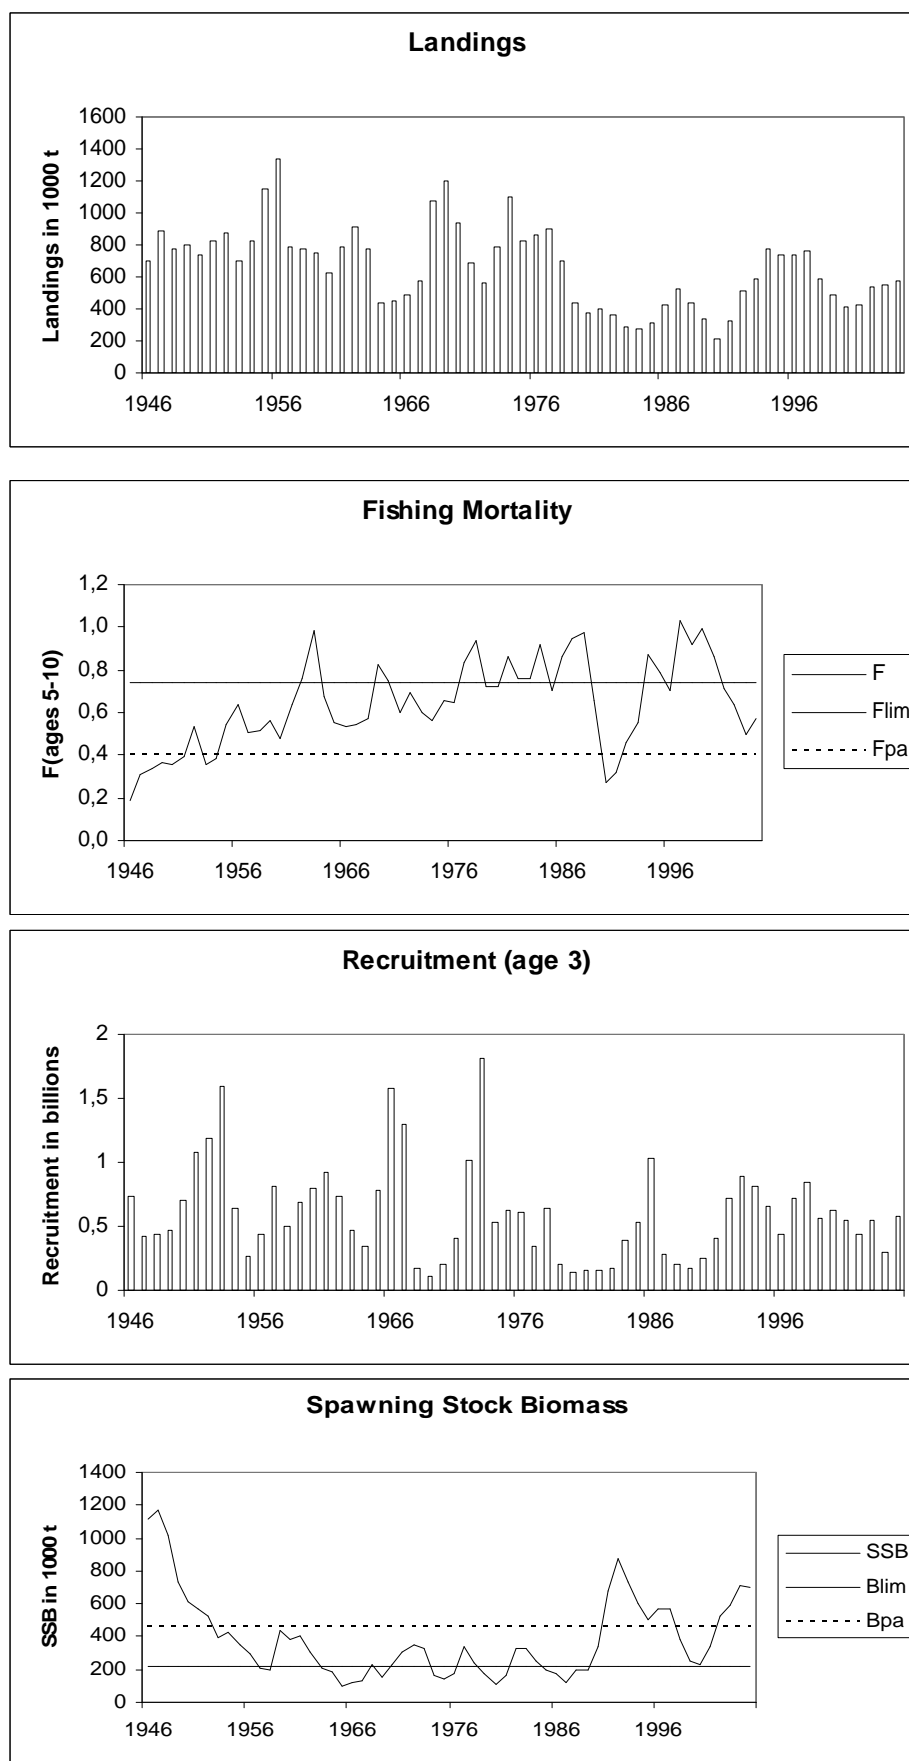 Landings
Landings in 1000 t
1600
1400
1200
1000
800
600
400
200
0
1946 1956 1966 1976 1986 1996
Fishing Mortality
F(ages 5-10)
1,2
1,0
0,8
0,6
0,4
0,2
0,0
1946 1956 1966 1976 1986 1996
F
Flim
Fpa
Recruitment (age 3)
Recruitment in billions
2
1,5
1
0,5
0
1946 1956 1966 1976 1986 1996
Spawning Stock Biomass
SSB in 1000 t
1400
1200
1000
800
600
400
200
0
1946 1956 1966 1976 1986 1996
SSB
Blim
Bpa